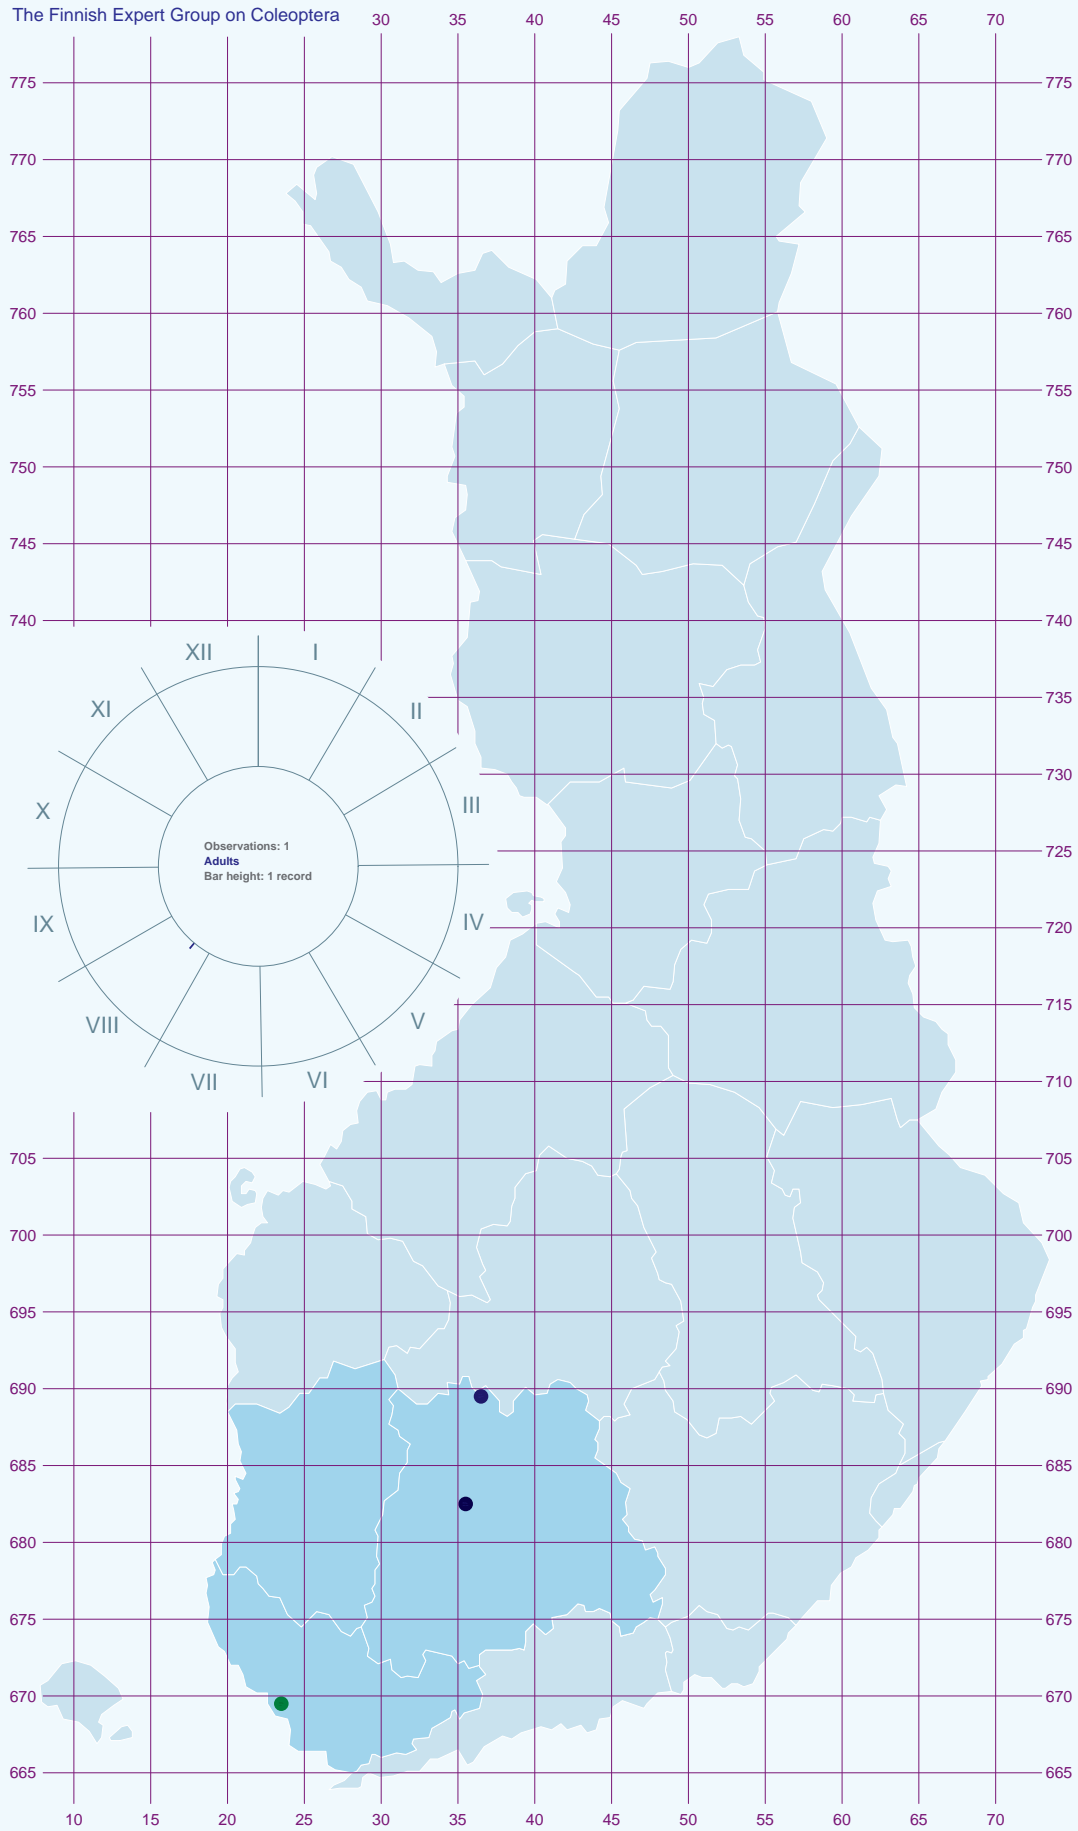 The Finnish Expert Group on Coleoptera
30 35 40 45 50 55 60 65 70
775 775
770 770
765 765
760 760
755 755
750 750
745 745
740 740
XII I
XI II
735
730
X III
725
Observations: 1
Adults
Bar height: 1 record
IX IV
720
715
VIII V
VII VI
710
705 705
700 700
695 695
690 690
685 685
680 680
675 675
670 670
665 665
10 15 20 25 30 35 40 45 50 55 60 65 70